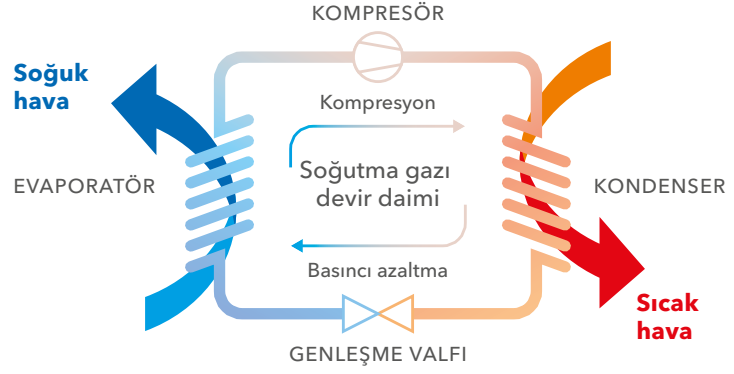 KOMPRESÖR
Soğuk
hava
Kompresyon
EVAPORATÖR
Soğutma gazı
devir daimi
KONDENSER
Basıncı azaltma
Sıcak
hava
GENLEŞME VALFI